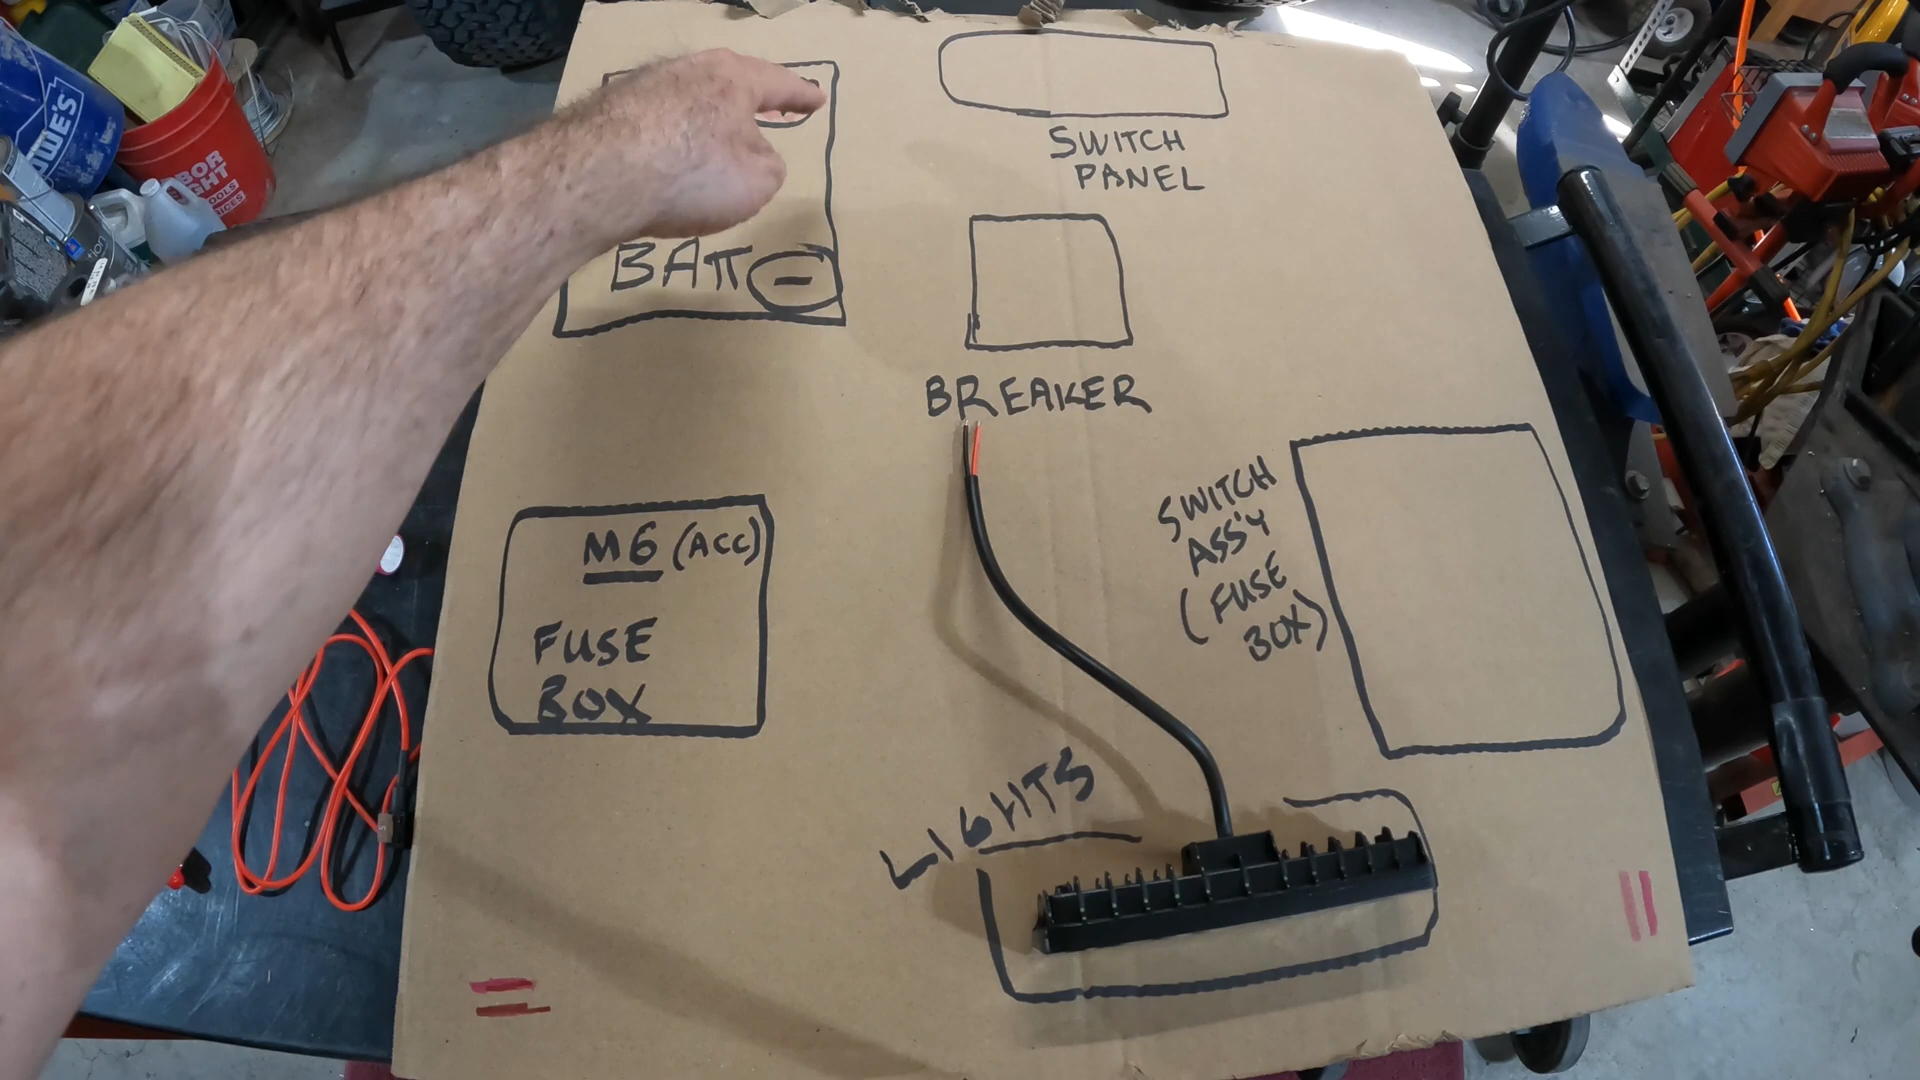 SWITCH
PANEL
BATT
-
BREAKER
SWITCH
ASS'Y
(FUSE
BOX)
M6 (ACC)
FUSE
BOX
LIGHTS